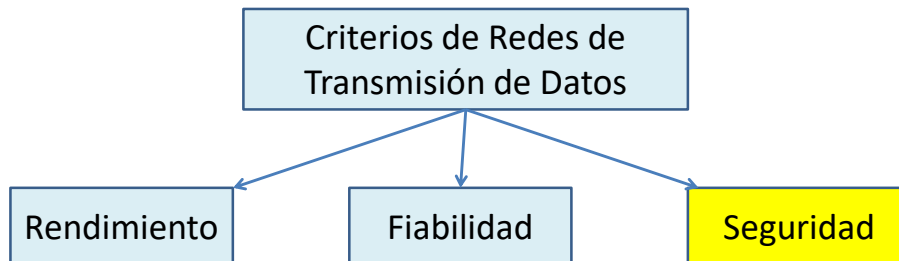 Criterios de Redes de
Transmisión de Datos
Rendimiento
Fiabilidad
Seguridad